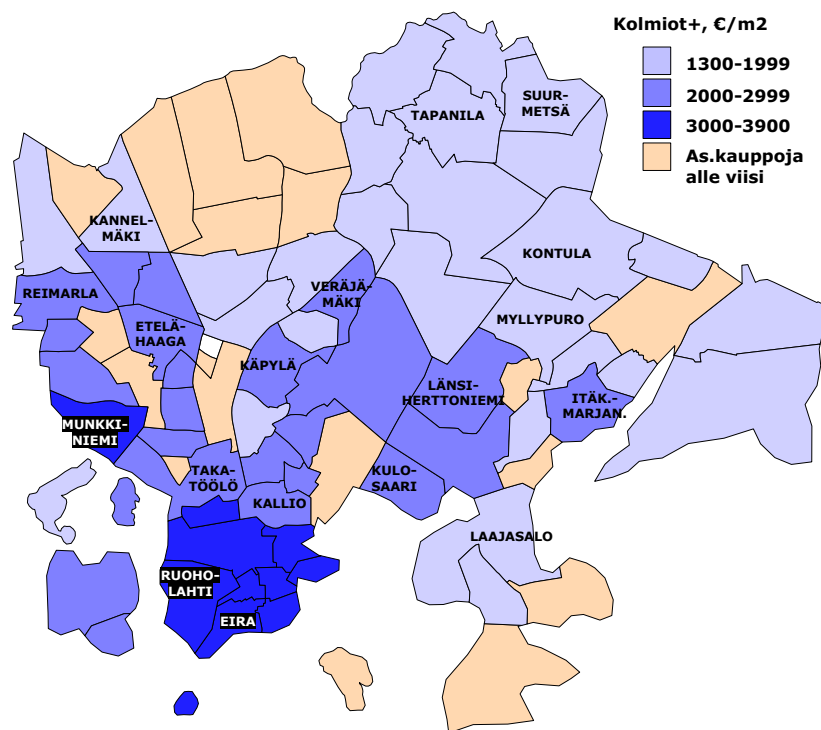 Kolmiot+, €/m2
1300-1999
2000-2999
3000-3900
As.kauppoja
alle viisi
SUUR-
METSÄ
TAPANILA
KANNEL-
MÄKI
KONTULA
REIMARLA
VERÄJÄ-
MÄKI
MYLLYPURO
ETELÄ-
HAAGA
KÄPYLÄ
LÄNSI-
HERTTONIEMI
ITÄK.-
MARJAN.
MUNKKI-
NIEMI
TAKA-
TÖÖLÖ
KULO-
SAARI
KALLIO
LAAJASALO
RUOHO-
LAHTI
EIRA